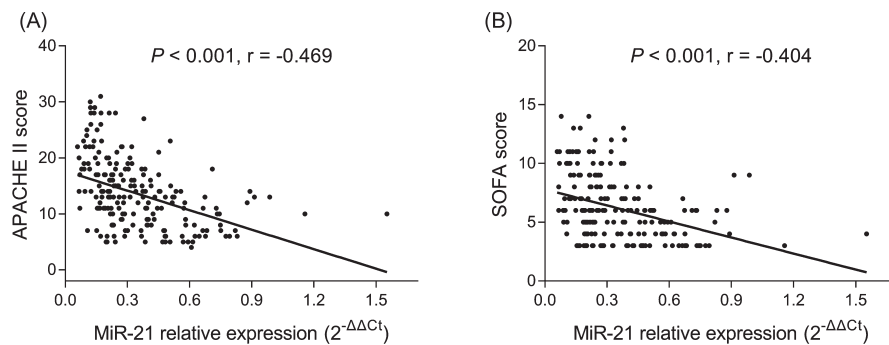 (A)
P < 0.001, r = -0.469
APACHE II score
40
30
20
10
0
0.0 0.3 0.6 0.9 1.2 1.5
MiR-21 relative expression (2^-ΔΔCt)
(B)
P < 0.001, r = -0.404
SOFA score
20
15
10
5
0
0.0 0.3 0.6 0.9 1.2 1.5
MiR-21 relative expression (2^-ΔΔCt)